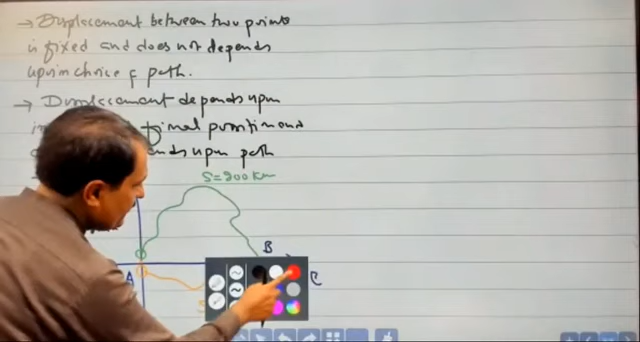 → Displacement between two points
is fixed and does not depends
upon choice of path.
→ Displacement depends upon
final position and
upon path
S=200 Km
B
A
C